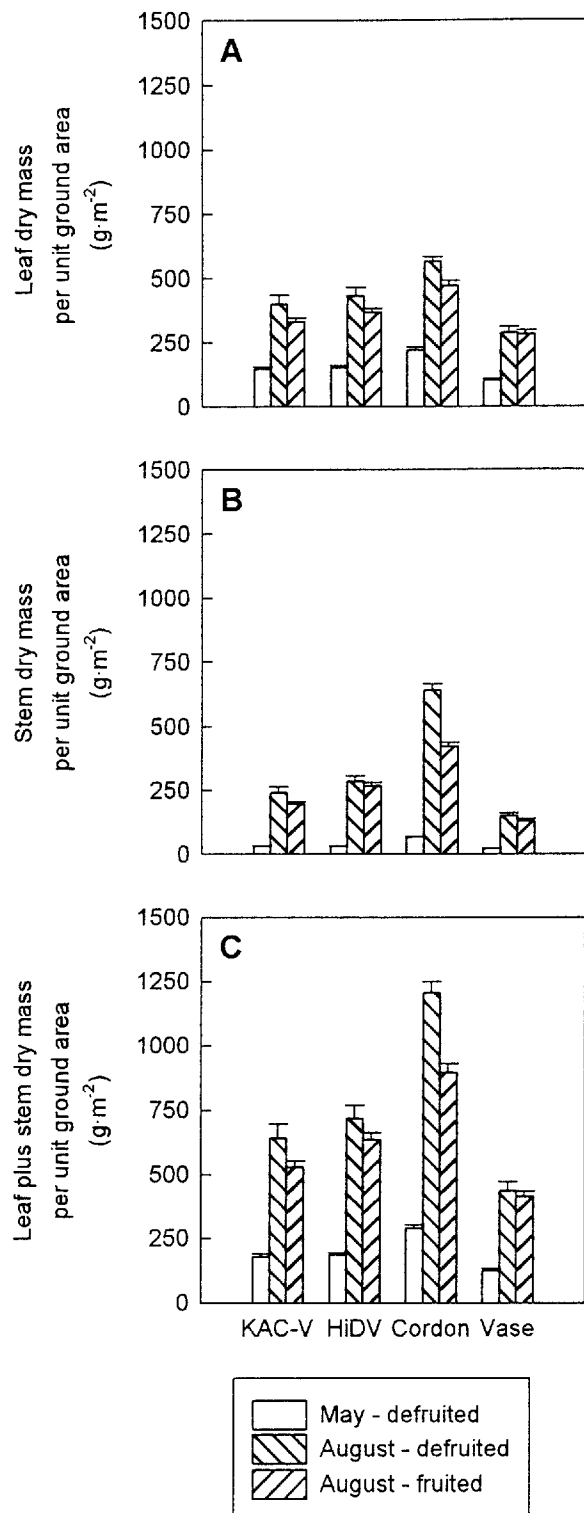 A
Leaf dry mass
per unit ground area
(g·m⁻²)
1500
1250
1000
750
500
250
0
B
Stem dry mass
per unit ground area
(g·m⁻²)
1500
1250
1000
750
500
250
0
C
Leaf plus stem dry mass
per unit ground area
(g·m⁻²)
1500
1250
1000
750
500
250
0
KAC-V HiDV Cordon Vase
May - defruited
August - defruited
August - fruited